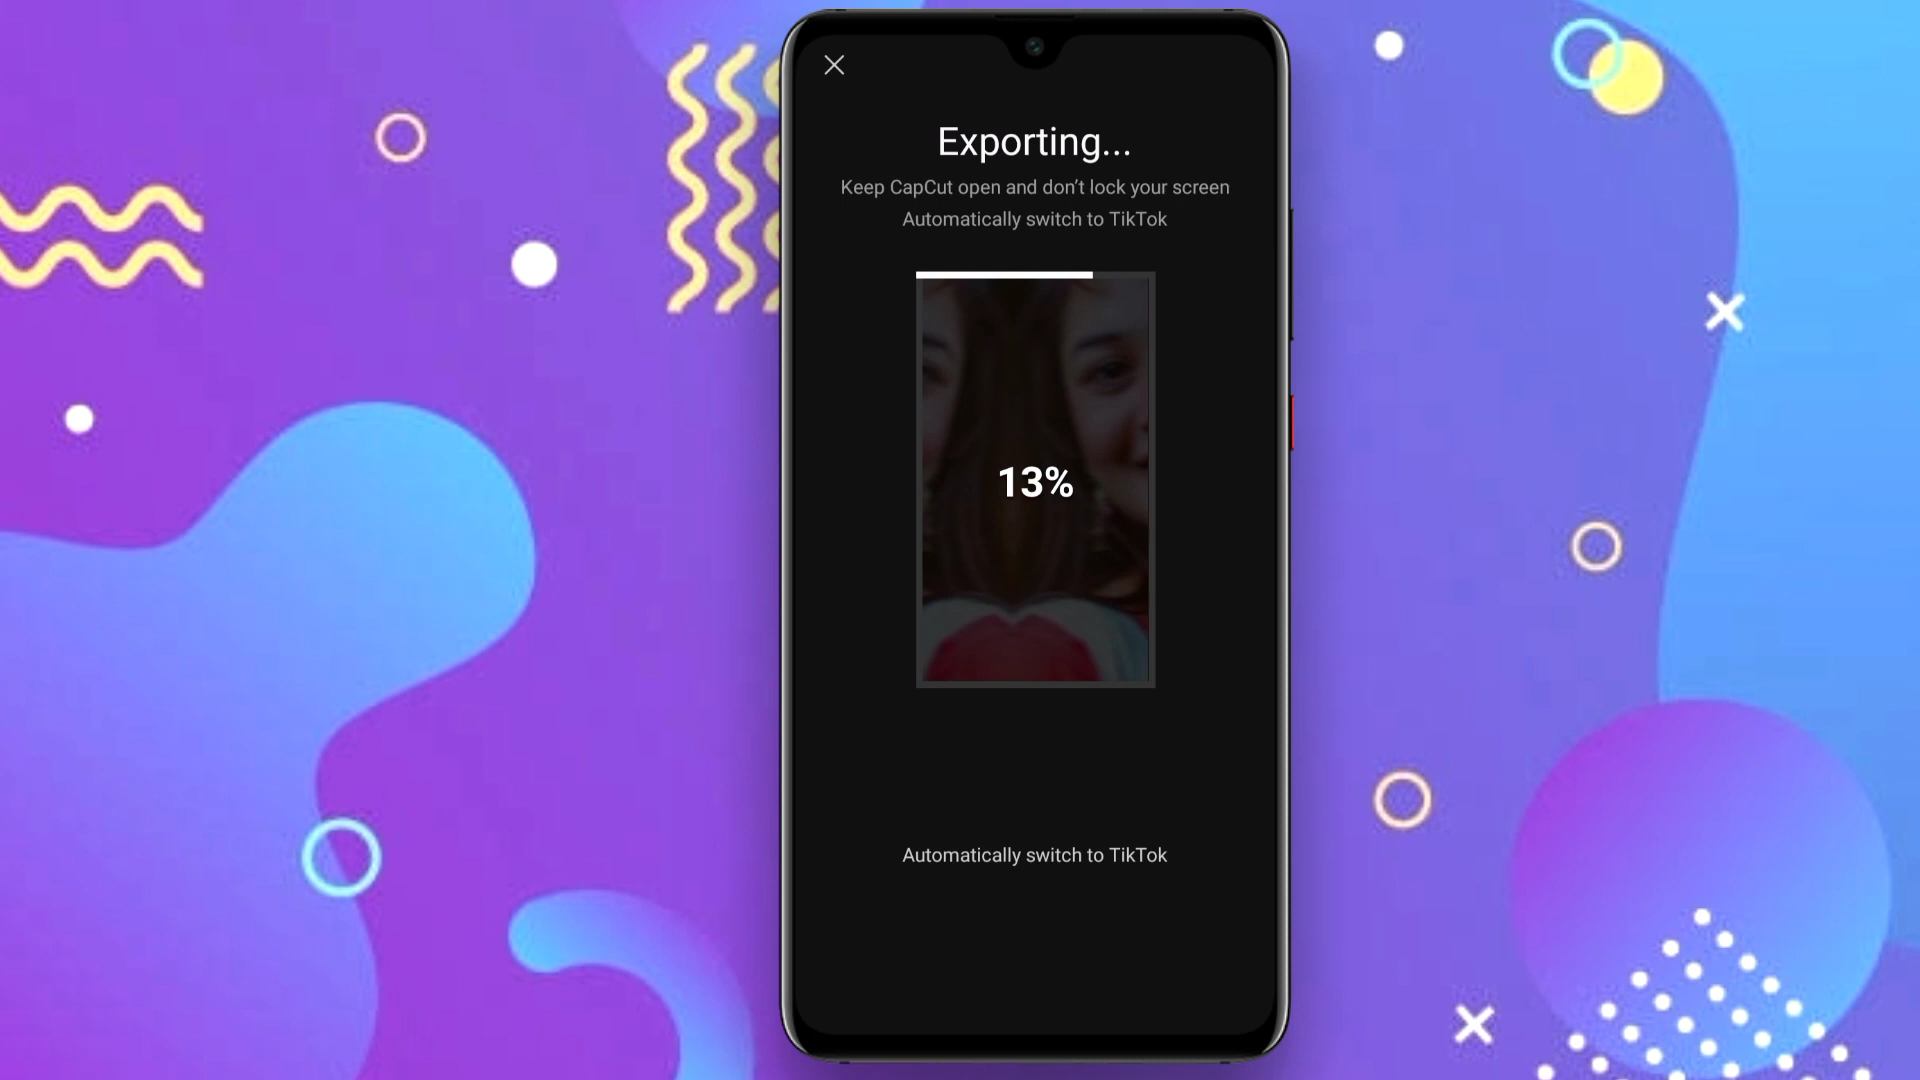 Exporting...
Keep CapCut open and don't lock your screen
Automatically switch to TikTok
13%
Automatically switch to TikTok